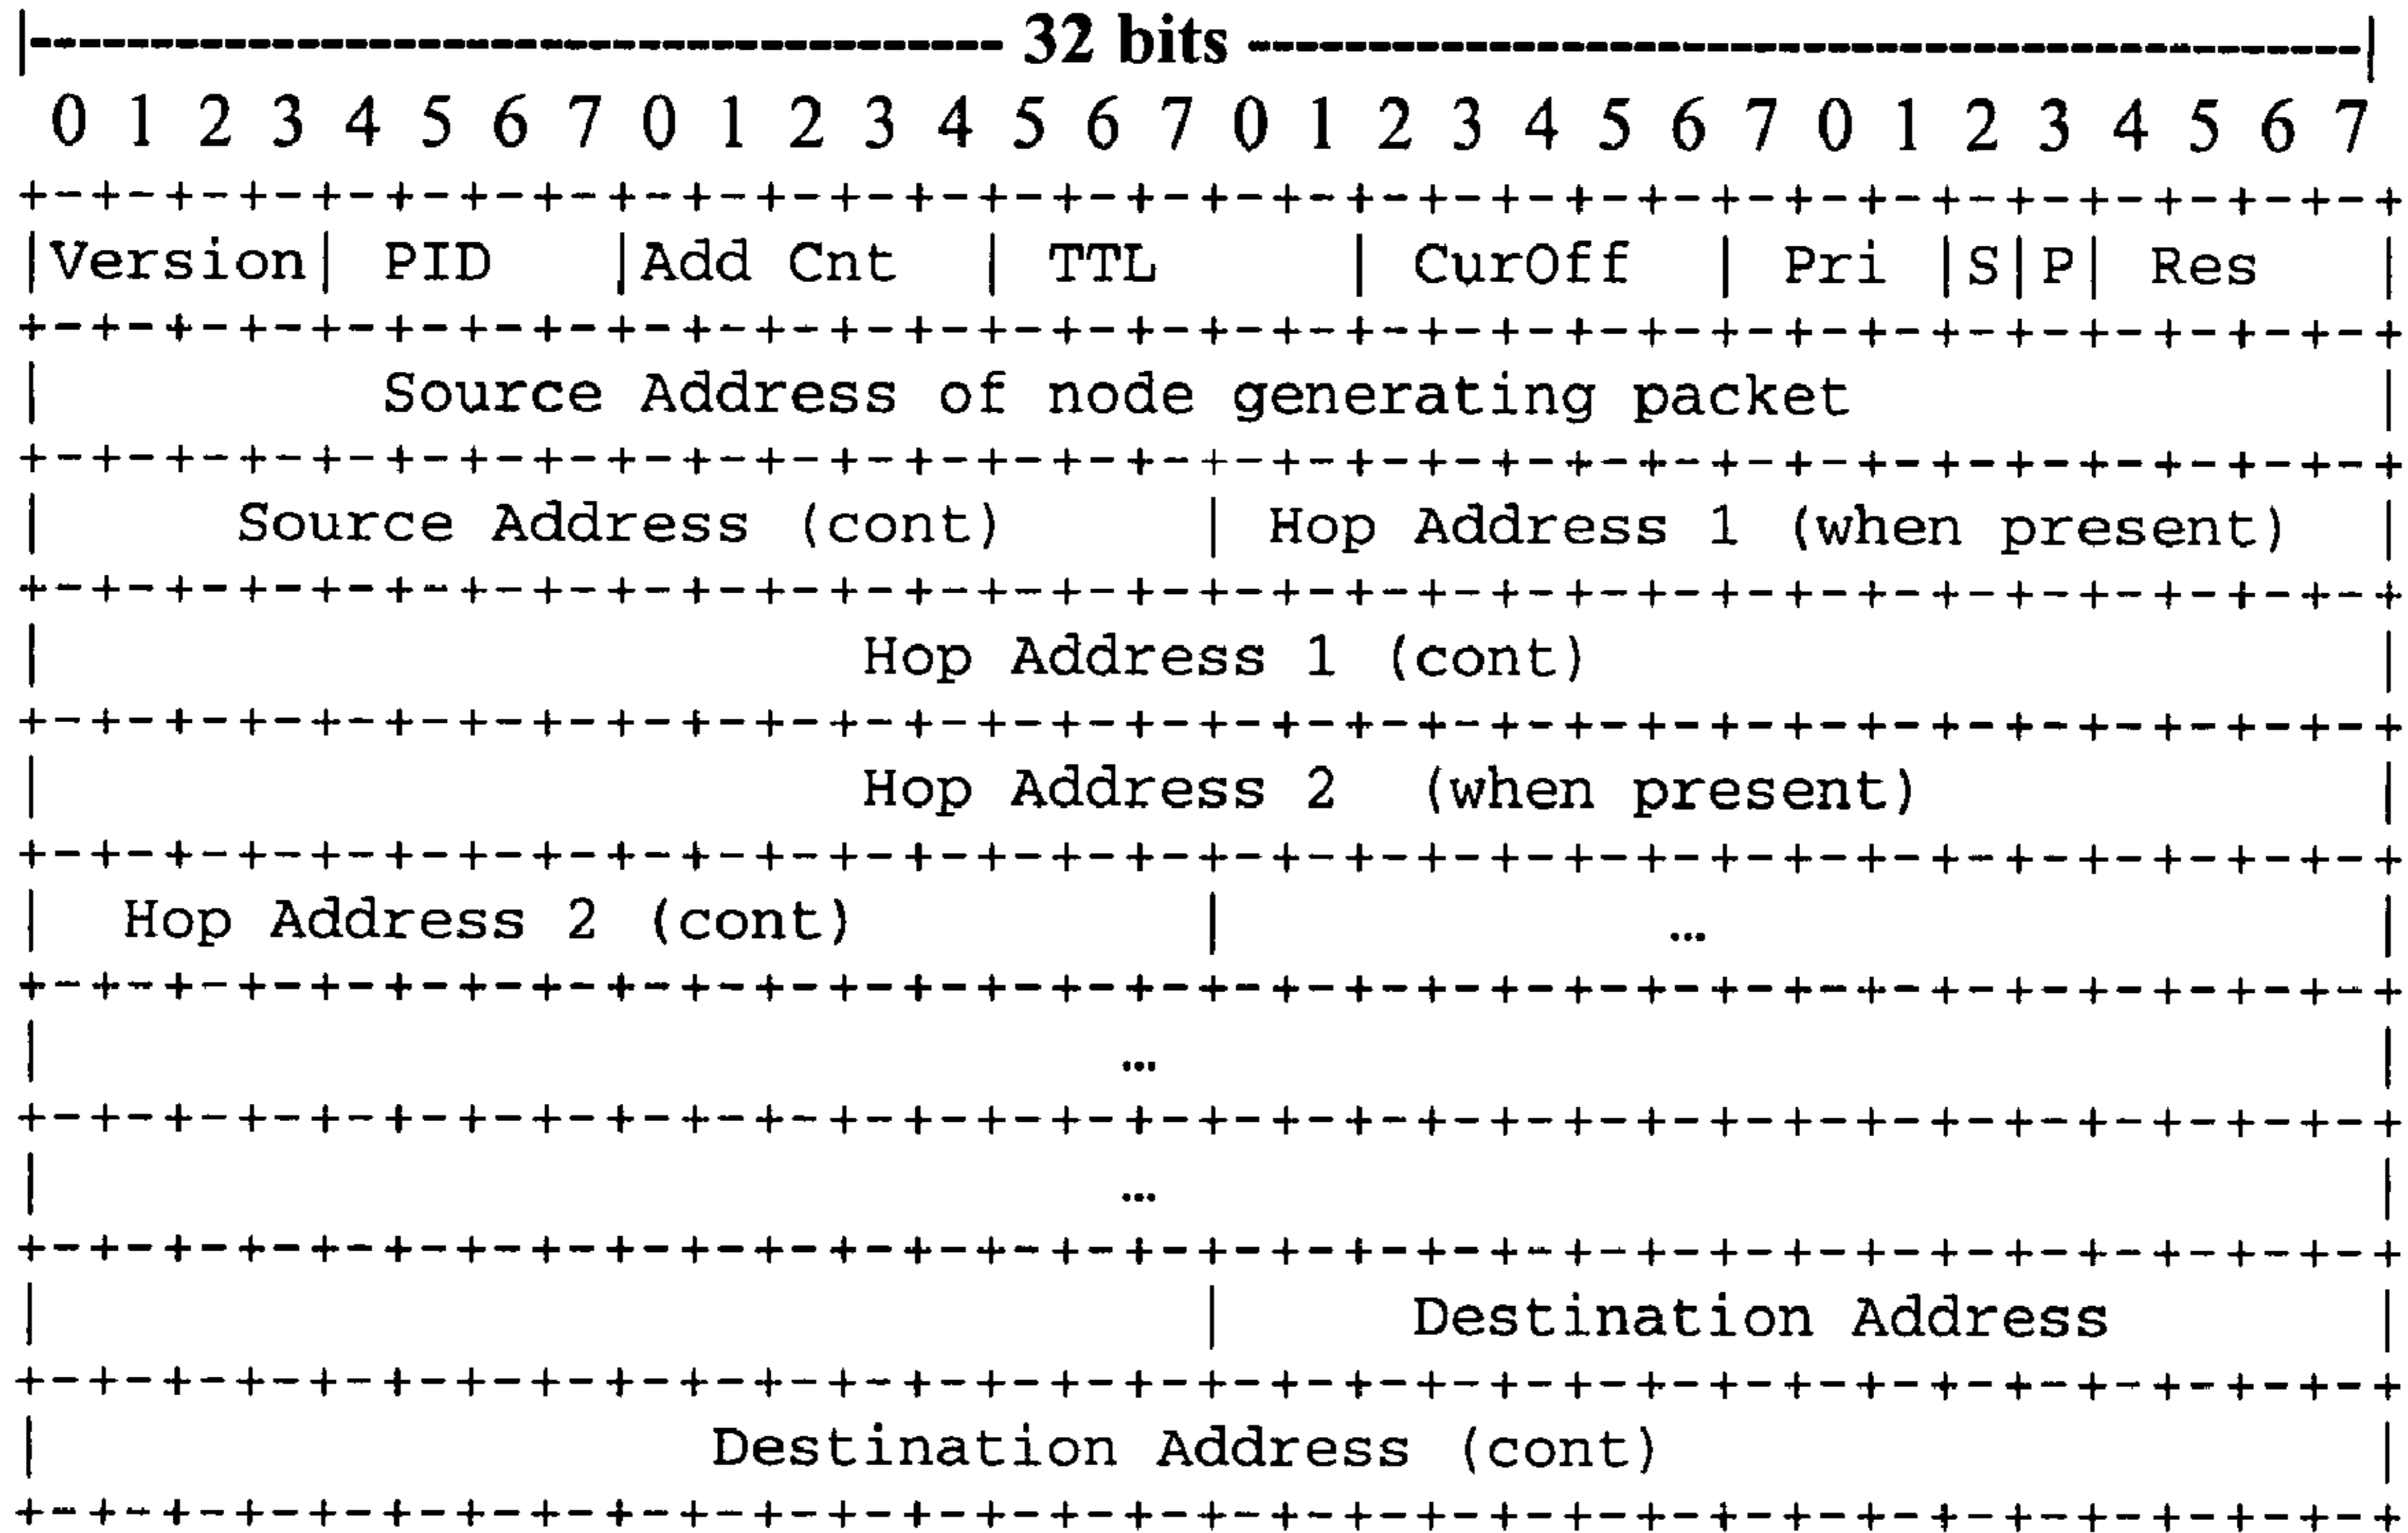 |----------------------------------------- 32 bits -----------------------------------------------|
0 1 2 3 4 5 6 7 0 1 2 3 4 5 6 7 0 1 2 3 4 5 6 7 0 1 2 3 4 5 6 7
+-+-+-+-+-+-+-+-+-+-+-+-+-+-+-+-+-+-+-+-+-+-+-+-+-+-+-+-+-+-+-+-+
|Version| PID |Add Cnt | TTL | CurOff | Pri |S|P| Res |
+-+-+-+-+-+-+-+-+-+-+-+-+-+-+-+-+-+-+-+-+-+-+-+-+-+-+-+-+-+-+-+-+
| Source Address of node generating packet |
+-+-+-+-+-+-+-+-+-+-+-+-+-+-+-+-+-+-+-+-+-+-+-+-+-+-+-+-+-+-+-+-+
| Source Address (cont) | Hop Address 1 (when present) |
+-+-+-+-+-+-+-+-+-+-+-+-+-+-+-+-+-+-+-+-+-+-+-+-+-+-+-+-+-+-+-+-+
| Hop Address 1 (cont) |
+-+-+-+-+-+-+-+-+-+-+-+-+-+-+-+-+-+-+-+-+-+-+-+-+-+-+-+-+-+-+-+-+
| Hop Address 2 (when present) |
+-+-+-+-+-+-+-+-+-+-+-+-+-+-+-+-+-+-+-+-+-+-+-+-+-+-+-+-+-+-+-+-+
| Hop Address 2 (cont) | … |
+-+-+-+-+-+-+-+-+-+-+-+-+-+-+-+-+-+-+-+-+-+-+-+-+-+-+-+-+-+-+-+-+
| … |
+-+-+-+-+-+-+-+-+-+-+-+-+-+-+-+-+-+-+-+-+-+-+-+-+-+-+-+-+-+-+-+-+
| … |
+-+-+-+-+-+-+-+-+-+-+-+-+-+-+-+-+-+-+-+-+-+-+-+-+-+-+-+-+-+-+-+-+
| | Destination Address |
+-+-+-+-+-+-+-+-+-+-+-+-+-+-+-+-+-+-+-+-+-+-+-+-+-+-+-+-+-+-+-+-+
| Destination Address (cont) |
+-+-+-+-+-+-+-+-+-+-+-+-+-+-+-+-+-+-+-+-+-+-+-+-+-+-+-+-+-+-+-+-+